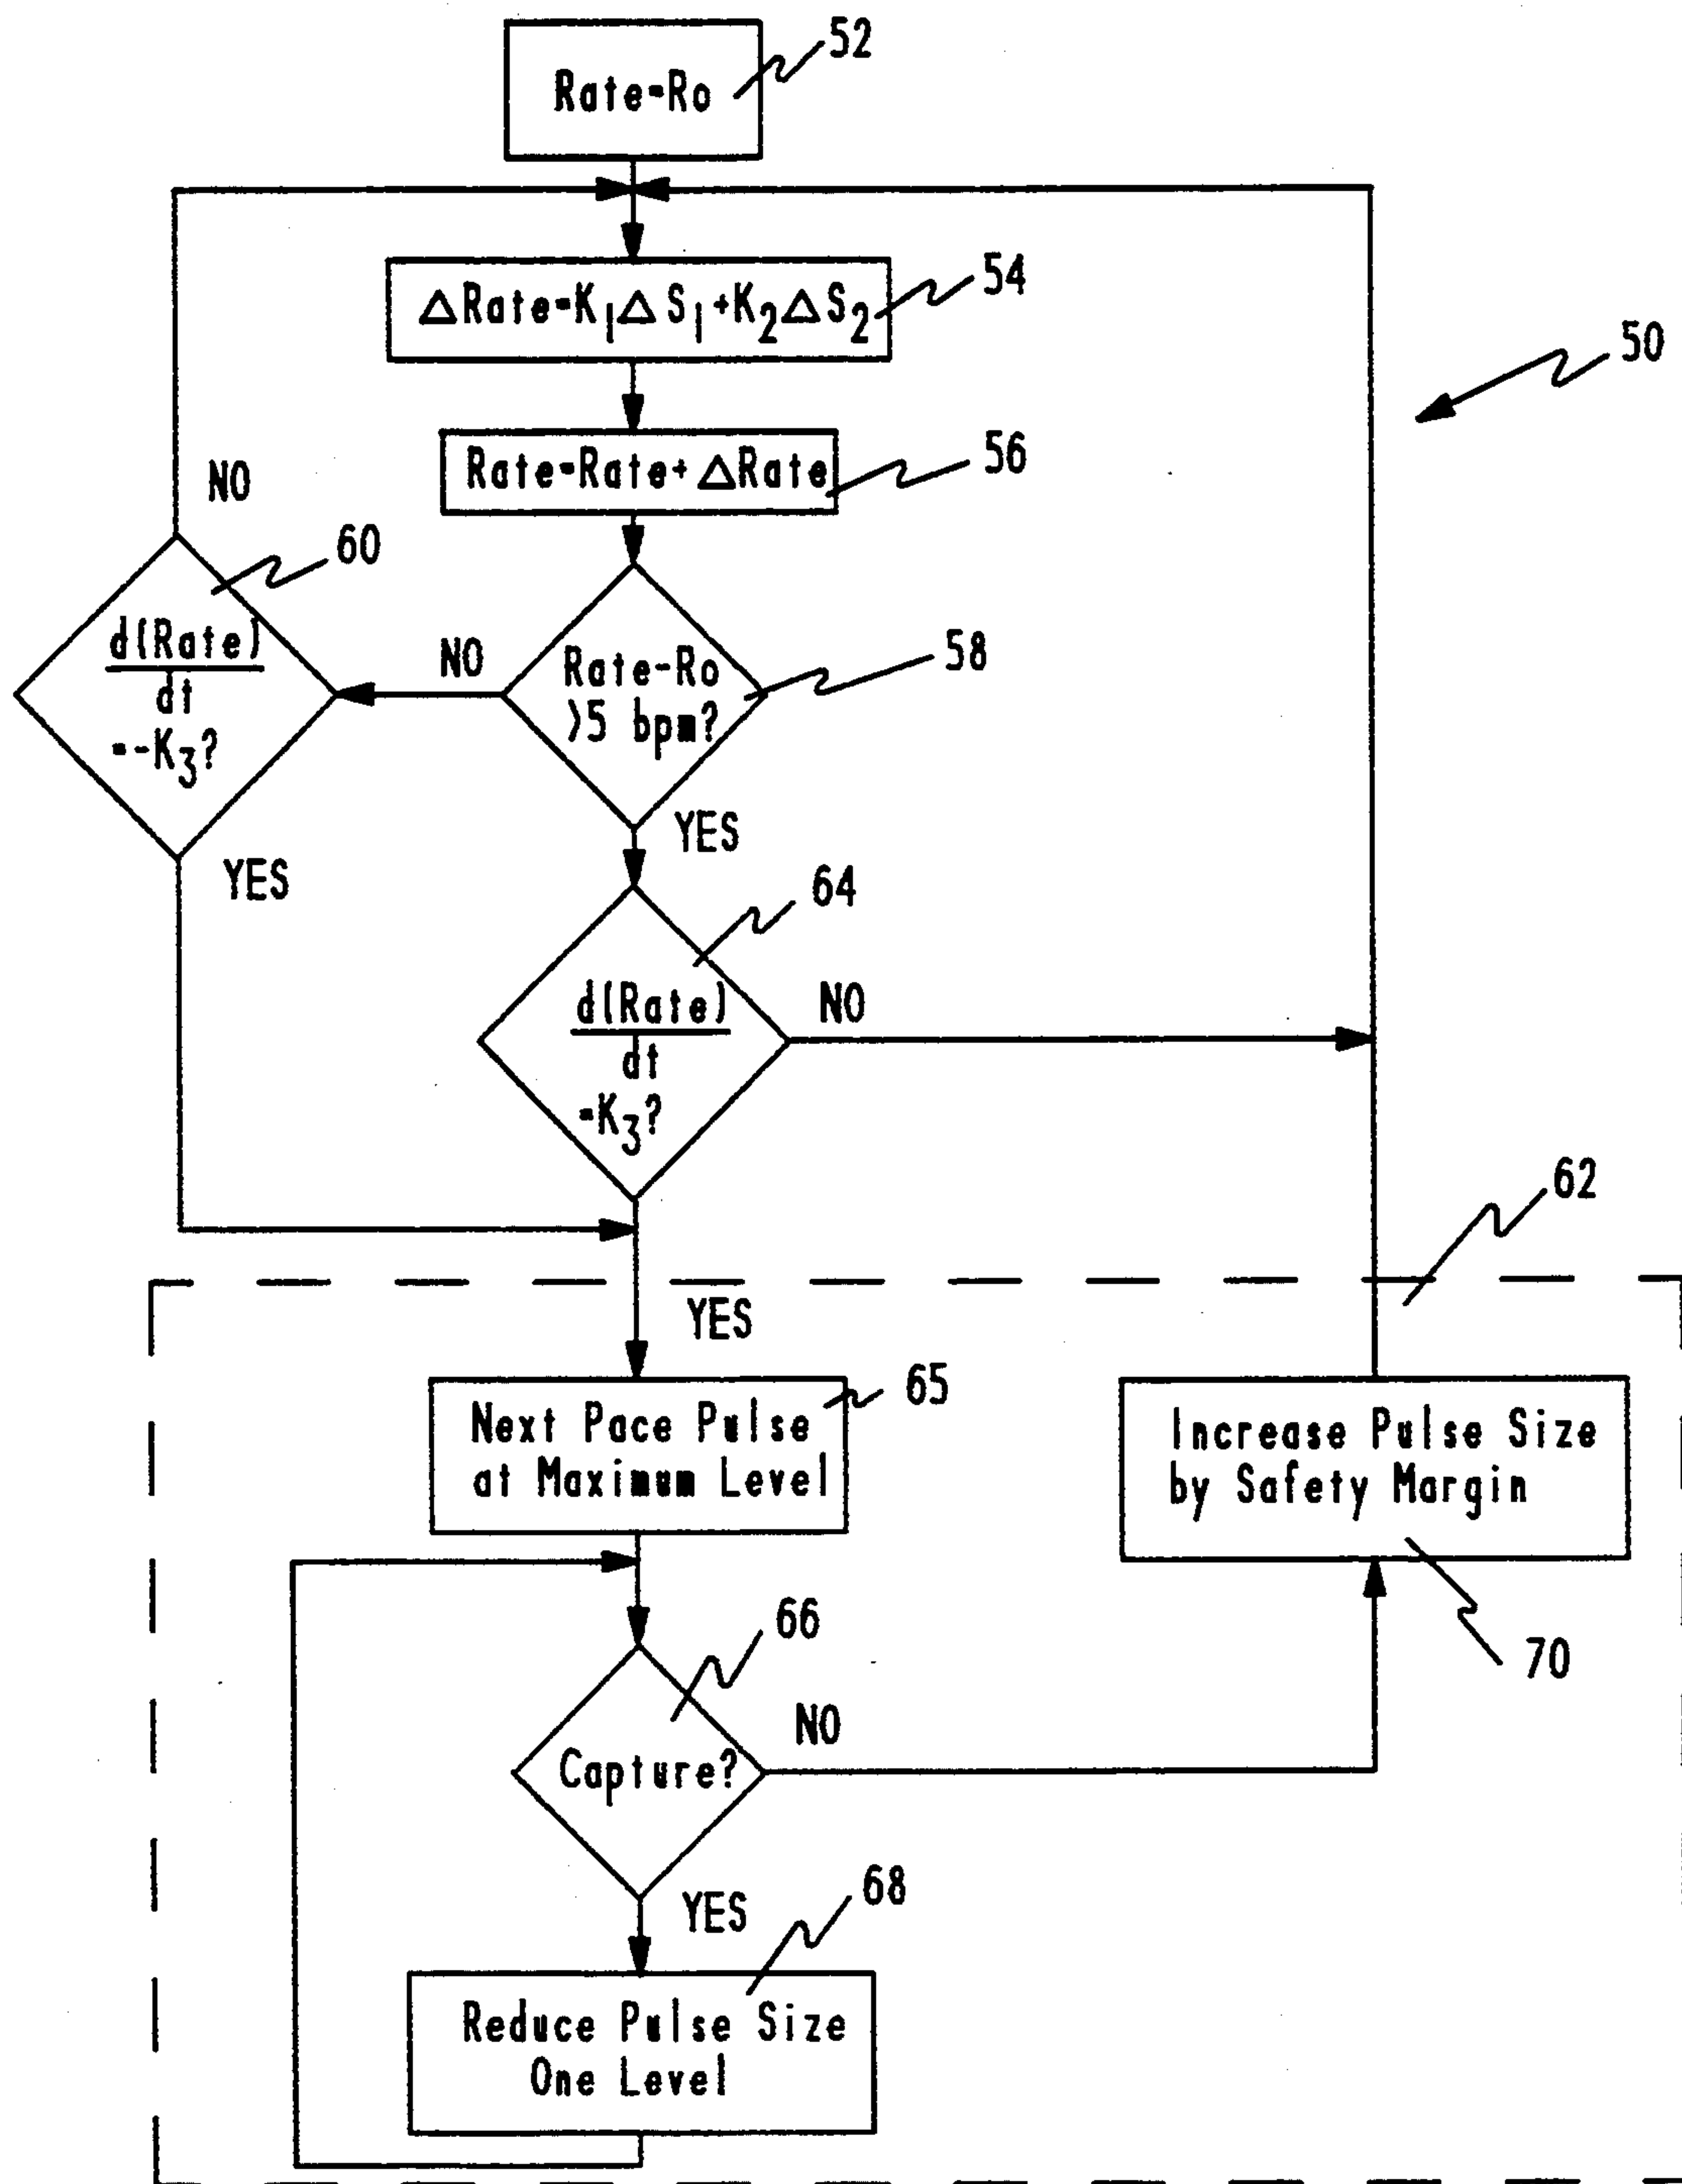 52
Rate=Ro
54
ΔRate=K₁ΔS₁+K₂ΔS₂
50
56
Rate=Rate+ΔRate
NO
60
d(Rate)
dt
=-K₃?
NO
58
Rate-Ro
>5 bpm?
YES
YES
64
d(Rate)
dt
=K₃?
NO
62
YES
65
Next Pace Pulse
at Maximum Level
Increase Pulse Size
by Safety Margin
70
66
NO
Capture?
YES
68
Reduce Pulse Size
One Level